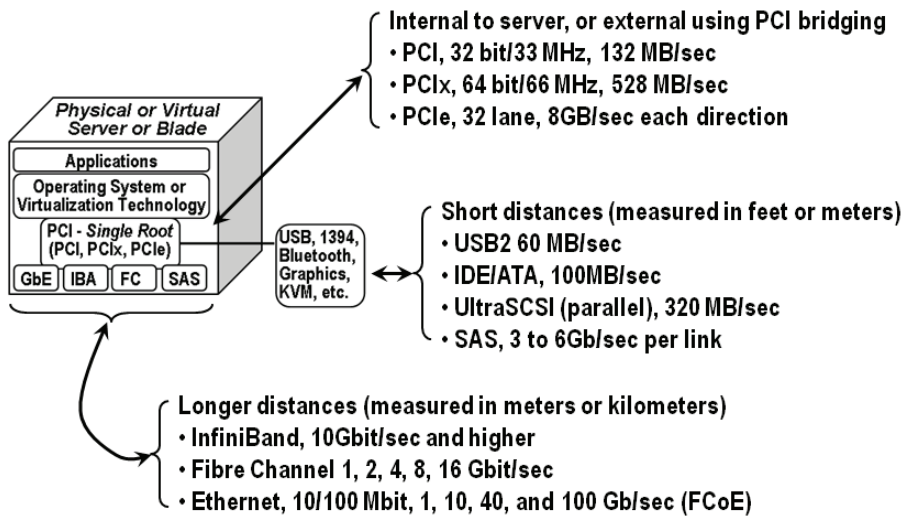 Internal to server, or external using PCI bridging
• PCI, 32 bit/33 MHz, 132 MB/sec
• PCIx, 64 bit/66 MHz, 528 MB/sec
• PCIe, 32 lane, 8GB/sec each direction
Physical or Virtual
Server or Blade
Applications
Operating System or
Virtualization Technology
PCI - Single Root
(PCI, PCIx, PCIe)
GbE
IBA
FC
SAS
USB, 1394,
Bluetooth,
Graphics,
KVM, etc.
Short distances (measured in feet or meters)
• USB2 60 MB/sec
• IDE/ATA, 100MB/sec
• UltraSCSI (parallel), 320 MB/sec
• SAS, 3 to 6Gb/sec per link
Longer distances (measured in meters or kilometers)
• InfiniBand, 10Gbit/sec and higher
• Fibre Channel 1, 2, 4, 8, 16 Gbit/sec
• Ethernet, 10/100 Mbit, 1, 10, 40, and 100 Gb/sec (FCoE)